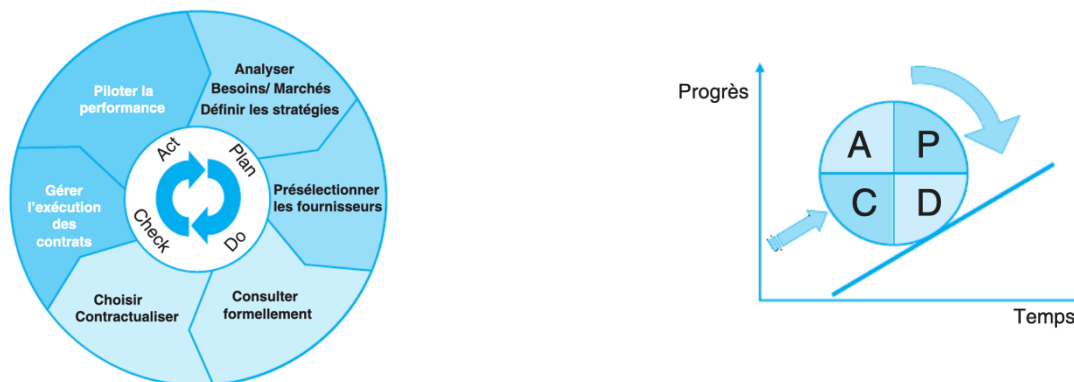 Analyser
Besoins/ Marchés
Définir les stratégies
Présélectionner
les fournisseurs
Consulter
formellement
Choisir
Contractualiser
Gérer
l'exécution
des
contrats
Piloter la
performance
Act
Plan
Check
Do
Progrès
A
P
C
D
Temps